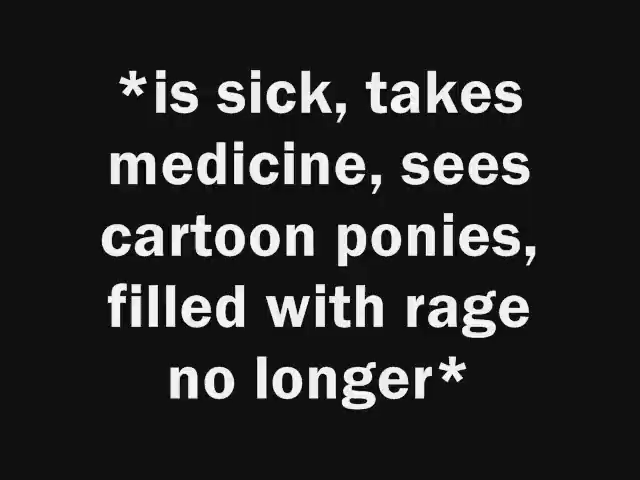 *is sick, takes
medicine, sees
cartoon ponies,
filled with rage
no longer*